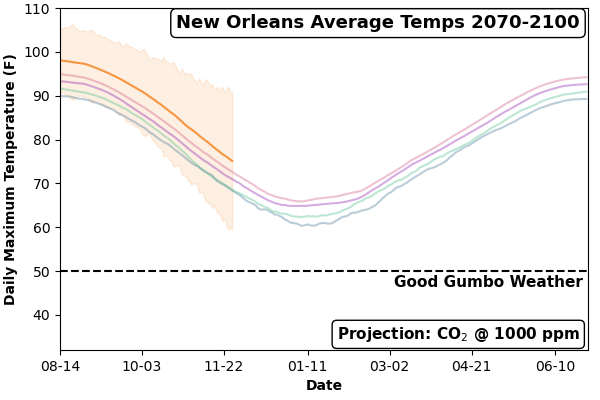 New Orleans Average Temps 2070-2100
Daily Maximum Temperature (F)
110
100
90
80
70
60
50
40
Good Gumbo Weather
Projection: CO₂ @ 1000 ppm
08-14 10-03 11-22 01-11 03-02 04-21 06-10
Date